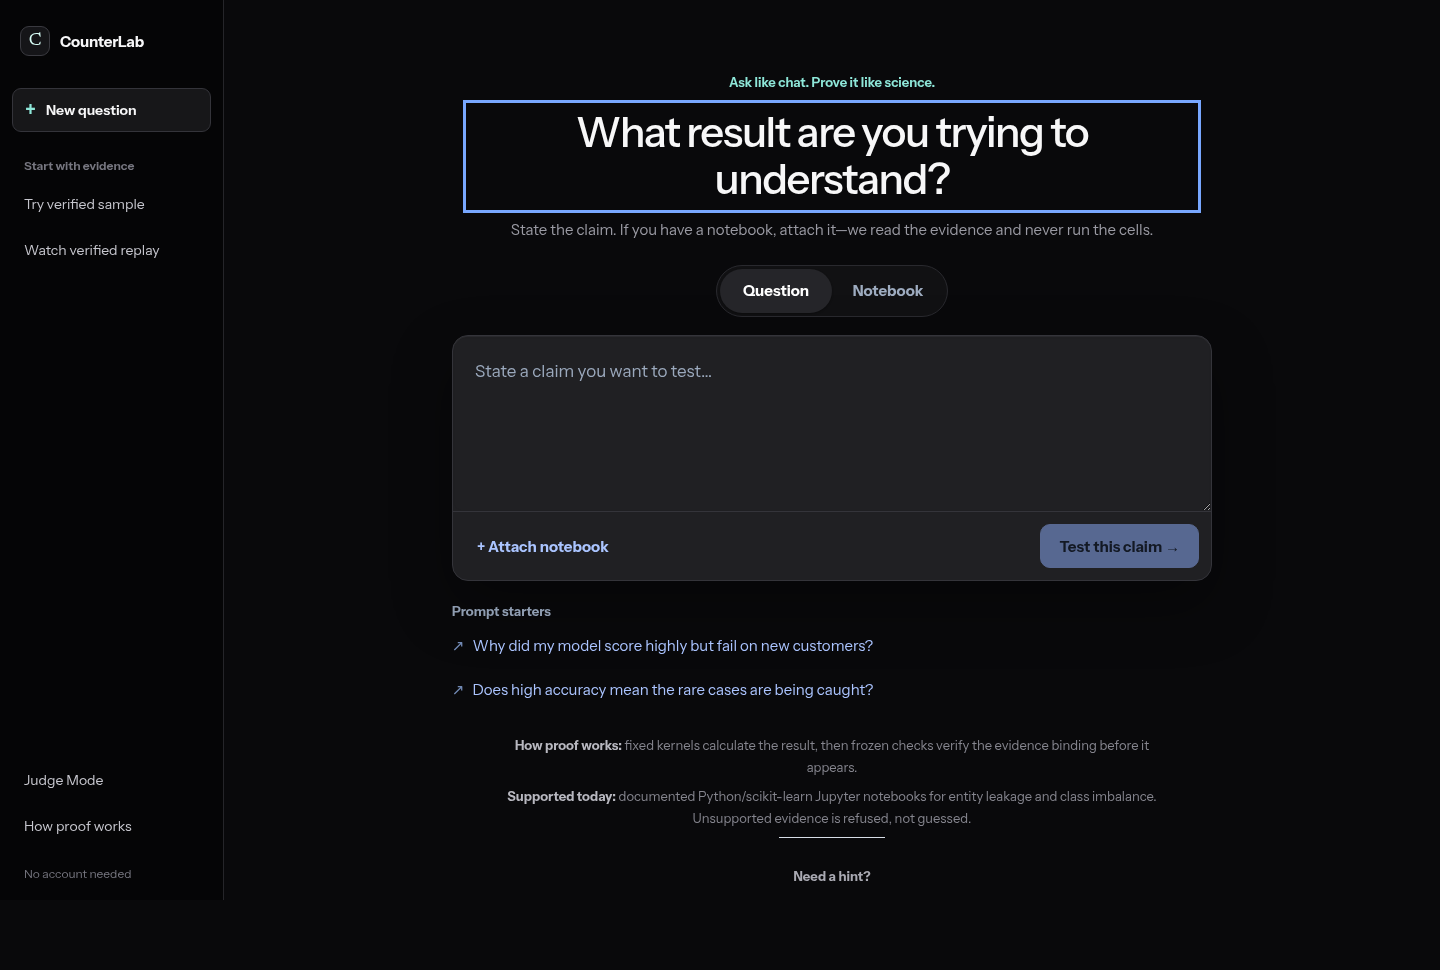 C CounterLab
+ New question
Start with evidence
Try verified sample
Watch verified replay
Judge Mode
How proof works
No account needed
Ask like chat. Prove it like science.
What result are you trying to
understand?
State the claim. If you have a notebook, attach it—we read the evidence and never run the cells.
Question Notebook
State a claim you want to test...
+ Attach notebook
Test this claim →
Prompt starters
↗ Why did my model score highly but fail on new customers?
↗ Does high accuracy mean the rare cases are being caught?
How proof works: fixed kernels calculate the result, then frozen checks verify the evidence binding before it
appears.
Supported today: documented Python/scikit-learn Jupyter notebooks for entity leakage and class imbalance.
Unsupported evidence is refused, not guessed.
Need a hint?